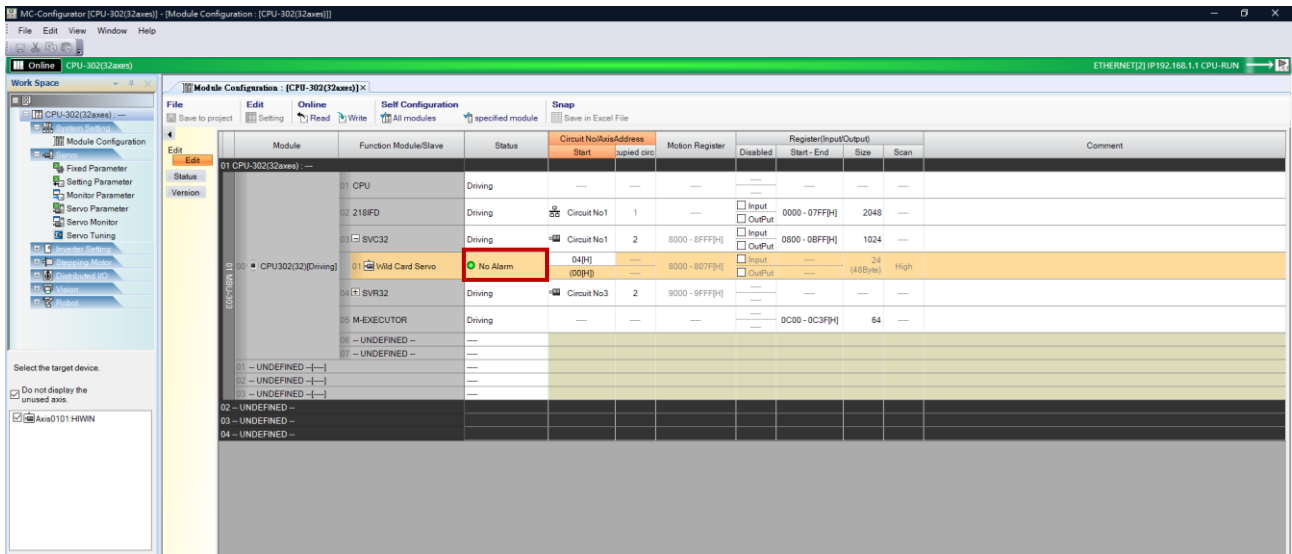 MC-Configurator [CPU-302(32axes)] - [Module Configuration : [CPU-302(32axes)]]
File Edit View Window Help
Online CPU-302(32axes) ETHERNET[2] IP192.168.1.1 CPU-RUN
Work Space
CPU-302(32axes) : ---
System Setting
Module Configuration
Servo
Fixed Parameter
Setting Parameter
Monitor Parameter
Servo Parameter
Servo Monitor
Servo Tuning
Inverter Setting
Stepping Motor
Distributed I/O
Vision
Robot
Select the target device.
Do not display the
unused axis.
Axis0101:HIWIN
Module Configuration : [CPU-302(32axes)] ×
File Edit Online Self Configuration Snap
Save to project Setting Read Write All modules specified module Save in Excel File
Edit
Edit
Status
Version
Module Function Module/Slave Status Circuit No/AxisAddress Motion Register Register(Input/Output) Comment
Start cupied circ Disabled Start - End Size Scan
01 CPU-302(32axes) : ---
01 MBU-303
00 CPU302(32)[Driving]
01 CPU Driving ---- ---- ---- ---- ---- ---- ---- ----
02 218IFD Driving Circuit No1 1 ---- Input OutPut 0000 - 07FF[H] 2048 ----
03 SVC32 Driving Circuit No1 2 8000 - 8FFF[H] Input OutPut 0800 - 0BFF[H] 1024 ----
01 Wild Card Servo No Alarm 04[H] ---- 8000 - 807F[H] Input ---- 24 High
(00[H]) ---- OutPut ---- (48Byte)
04 SVR32 Driving Circuit No3 2 9000 - 9FFF[H] ---- ---- ---- ---- ----
05 M-EXECUTOR Driving ---- ---- ---- ---- ---- 0C00 - 0C3F[H] 64 ----
06 -- UNDEFINED -- ----
07 -- UNDEFINED -- ----
01 -- UNDEFINED --[----] ----
02 -- UNDEFINED --[----] ----
03 -- UNDEFINED --[----] ----
02 -- UNDEFINED --
03 -- UNDEFINED --
04 -- UNDEFINED --